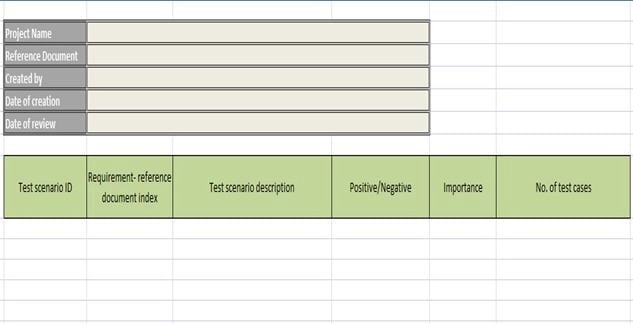 Project Name
Reference Document
Created by
Date of creation
Date of review
Test scenario ID
Requirement- reference
document index
Test scenario description
Positive/Negative
Importance
No. of test cases